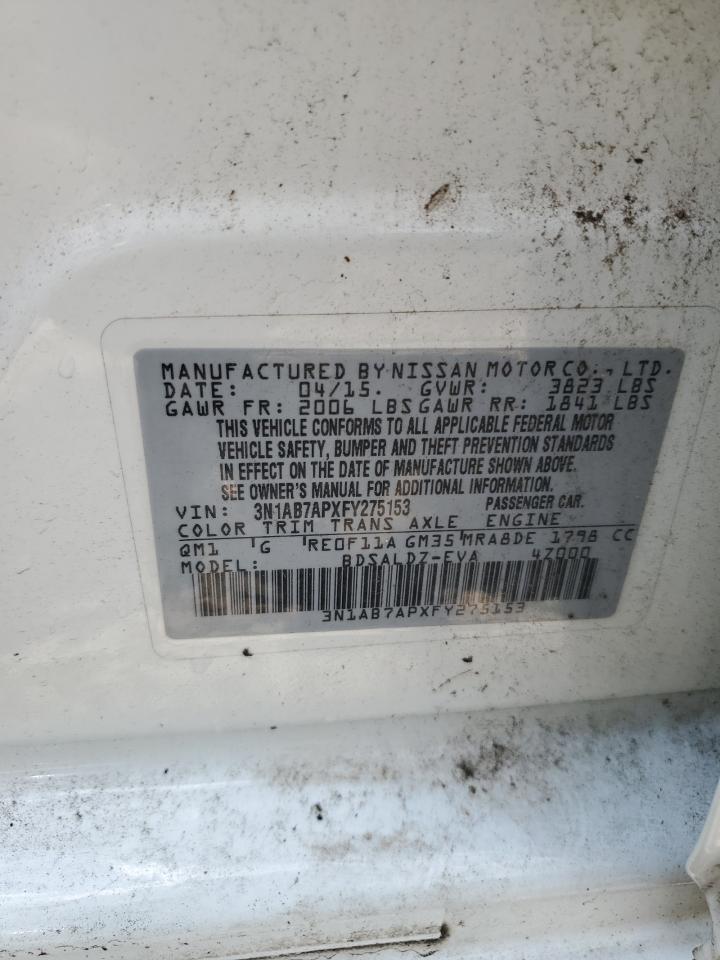 MANUFACTURED BY NISSAN MOTOR CO., LTD.
DATE: 04/15. GVWR: 3823 LBS
GAWR FR: 2006 LBS GAWR RR: 1841 LBS
THIS VEHICLE CONFORMS TO ALL APPLICABLE FEDERAL MOTOR
VEHICLE SAFETY, BUMPER AND THEFT PREVENTION STANDARDS
IN EFFECT ON THE DATE OF MANUFACTURE SHOWN ABOVE.
SEE OWNER'S MANUAL FOR ADDITIONAL INFORMATION.
VIN: 3N1AB7APXFY275153 PASSENGER CAR.
COLOR TRIM TRANS AXLE ENGINE
QM1 G RE0F11A GM35 MRA8DE 1798 CC
MODEL: BDSALDZ-EVA 4Z000
3N1AB7APXFY275153